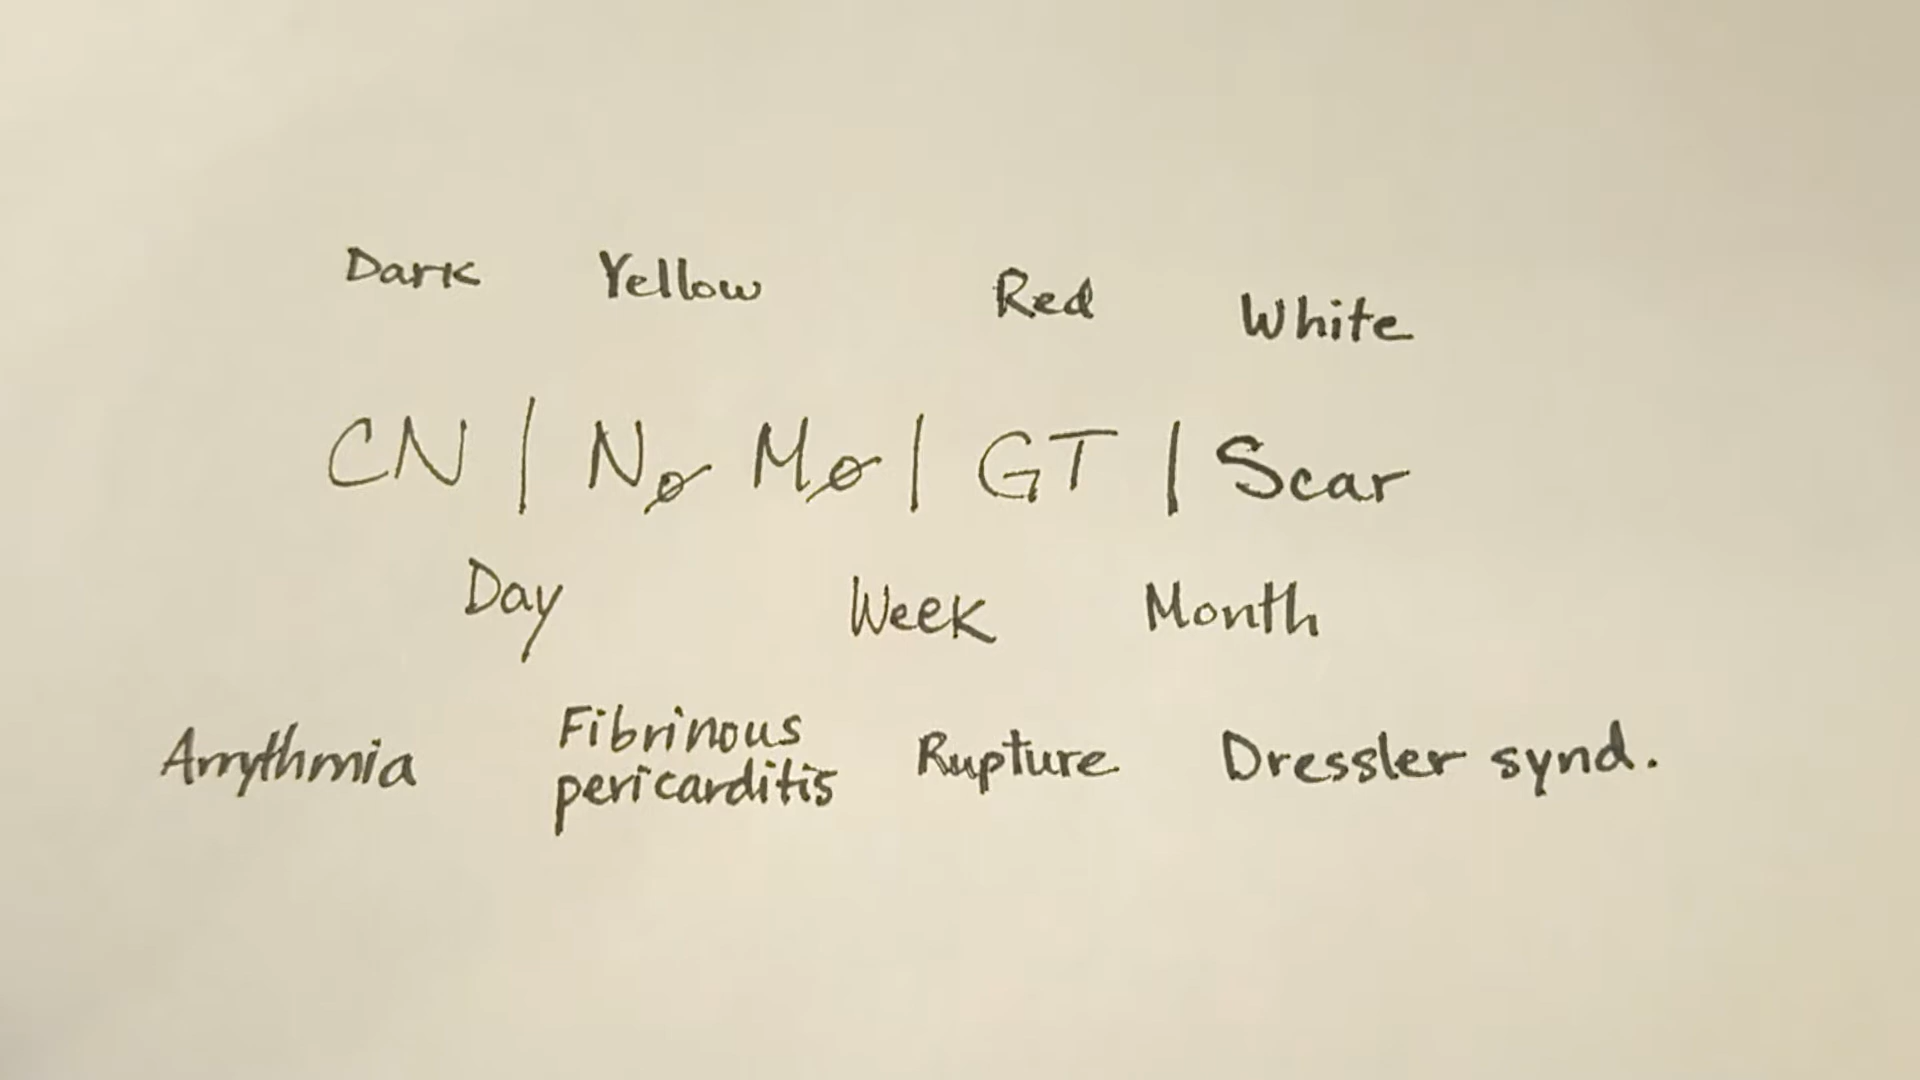 Dark Yellow Red White
CN | Nø Mø | GT | Scar
Day Week Month
Arrythmia Fibrinous pericarditis Rupture Dressler synd.